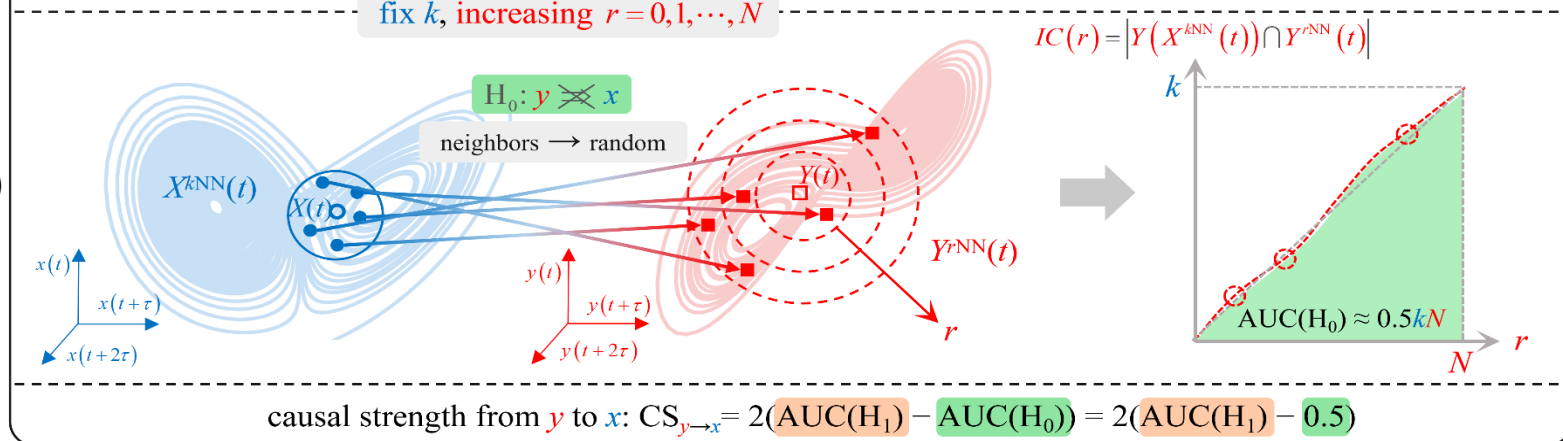 fix k, increasing r = 0,1,⋯,N
IC(r) = |Y(X^{kNN}(t)) ∩ Y^{rNN}(t)|
H₀: y ⋊⋉ x
neighbors → random
X^{kNN}(t)
X(t)
Y(t)
Y^{rNN}(t)
r
x(t)
x(t+τ)
x(t+2τ)
y(t)
y(t+τ)
y(t+2τ)
k
AUC(H₀) ≈ 0.5kN
N
r
causal strength from y to x: CS_{y→x} = 2(AUC(H₁) − AUC(H₀)) = 2(AUC(H₁) − 0.5)